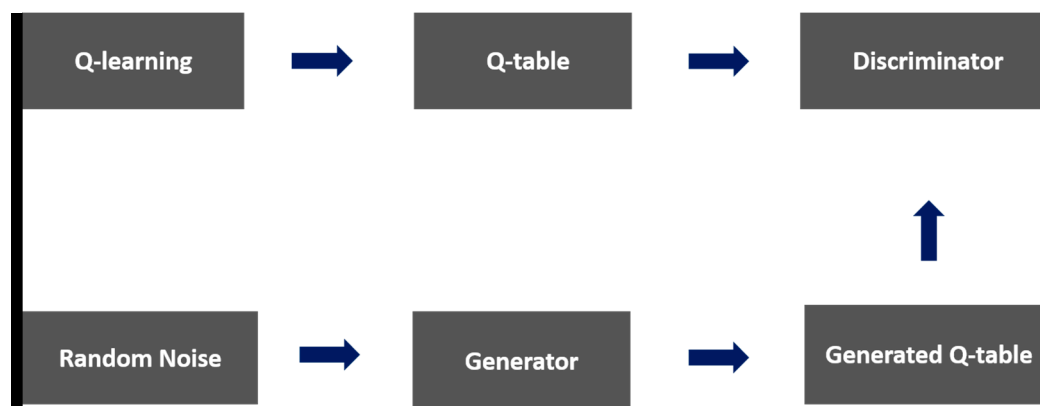 Q-learning
Q-table
Discriminator
Random Noise
Generator
Generated Q-table